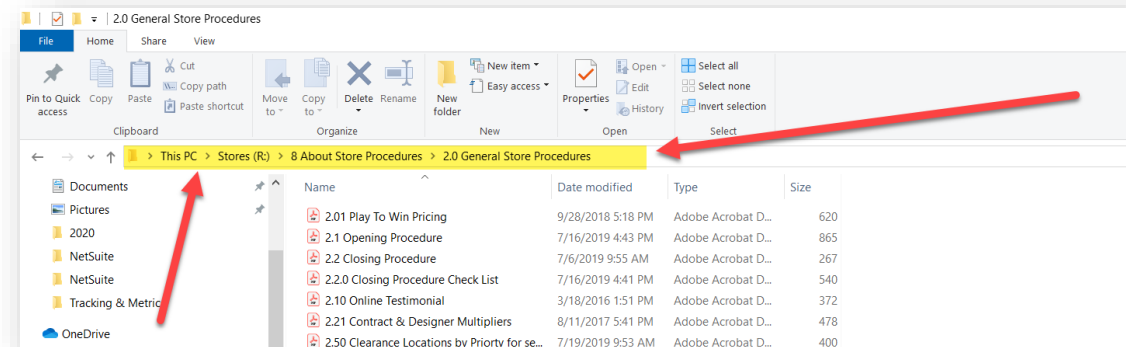 2.0 General Store Procedures
File Home Share View
Pin to Quick access
Copy
Paste
Cut
Copy path
Paste shortcut
Clipboard
Move to
Copy to
Delete
Rename
Organize
New folder
New item
Easy access
New
Properties
Open
Edit
History
Open
Select all
Select none
Invert selection
Select
This PC > Stores (R:) > 8 About Store Procedures > 2.0 General Store Procedures
Documents
Pictures
2020
NetSuite
NetSuite
Tracking & Metric
OneDrive
Name Date modified Type Size
2.01 Play To Win Pricing 9/28/2018 5:18 PM Adobe Acrobat D... 620
2.1 Opening Procedure 7/16/2019 4:43 PM Adobe Acrobat D... 865
2.2 Closing Procedure 7/6/2019 9:55 AM Adobe Acrobat D... 267
2.2.0 Closing Procedure Check List 7/16/2019 4:41 PM Adobe Acrobat D... 540
2.10 Online Testimonial 3/18/2016 1:51 PM Adobe Acrobat D... 372
2.21 Contract & Designer Multipliers 8/11/2017 5:41 PM Adobe Acrobat D... 478
2.50 Clearance Locations by Priorty for se... 7/19/2019 9:53 AM Adobe Acrobat D... 400